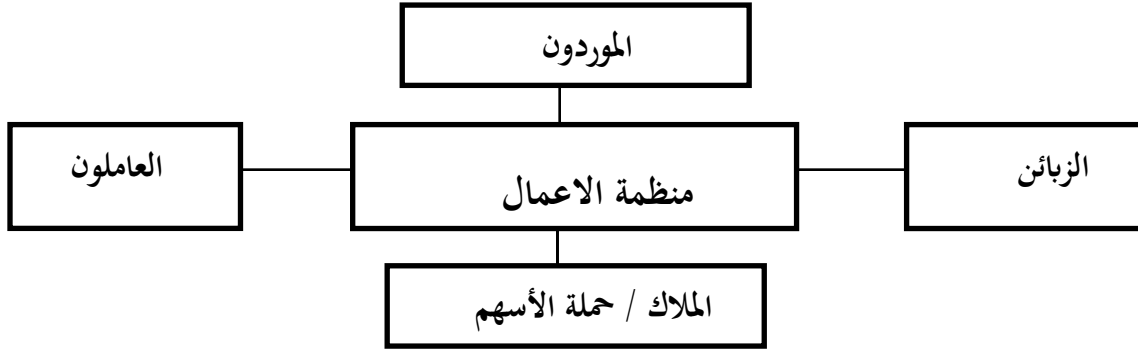 الموردون
الزبائن
منظمة الاعمال
العاملون
الملاك / حملة الأسهم